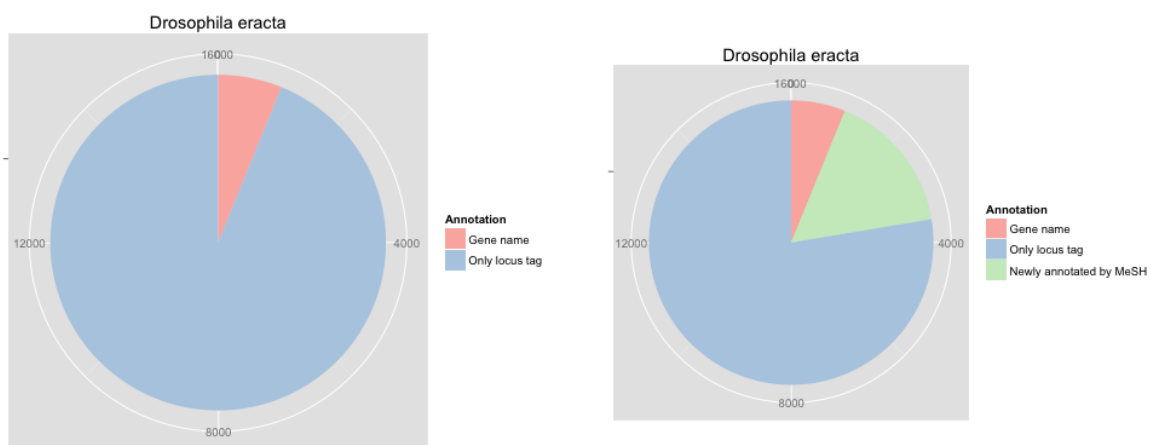 Drosophila eracta
16000
12000
4000
8000
Annotation
Gene name
Only locus tag
Drosophila eracta
16000
12000
4000
8000
Annotation
Gene name
Only locus tag
Newly annotated by MeSH